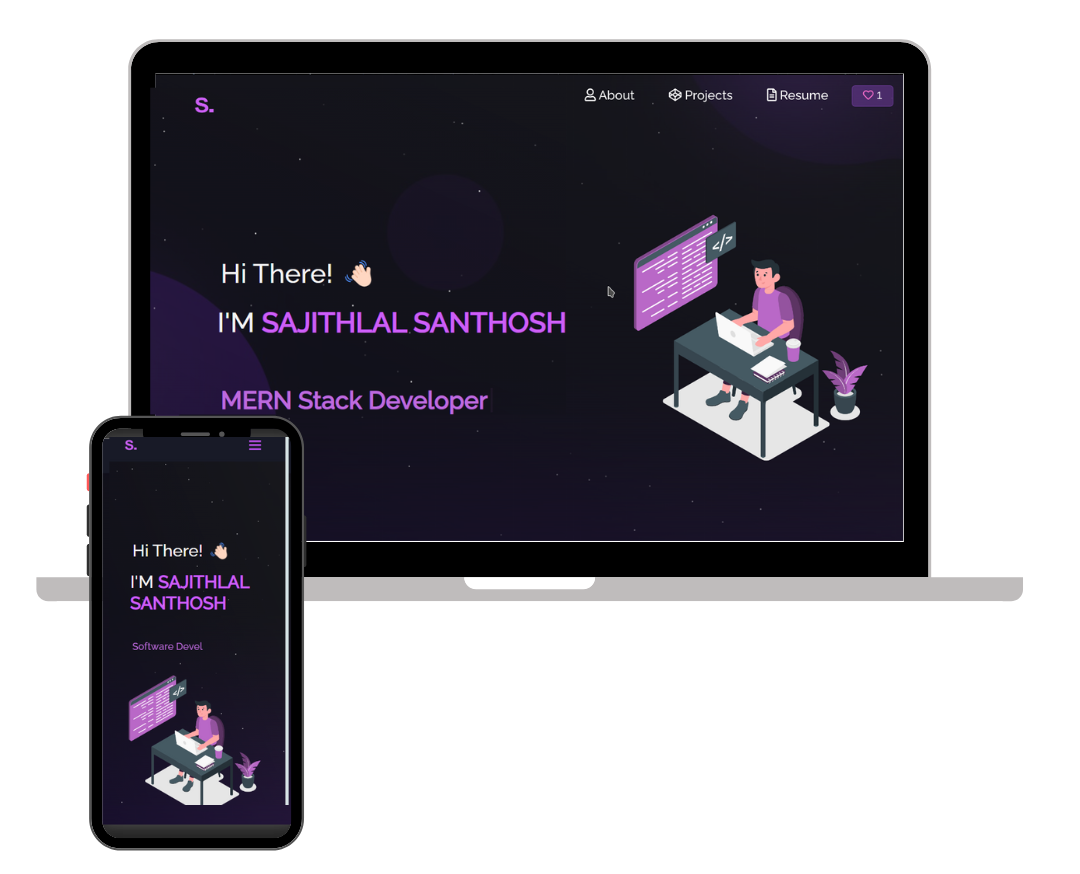 S.
About
Projects
Resume
1
</>
Hi There!
I'M SAJITHLAL SANTHOSH
MERN Stack Developer
S.
Hi There!
I'M SAJITHLAL
SANTHOSH
Software Devel
</>